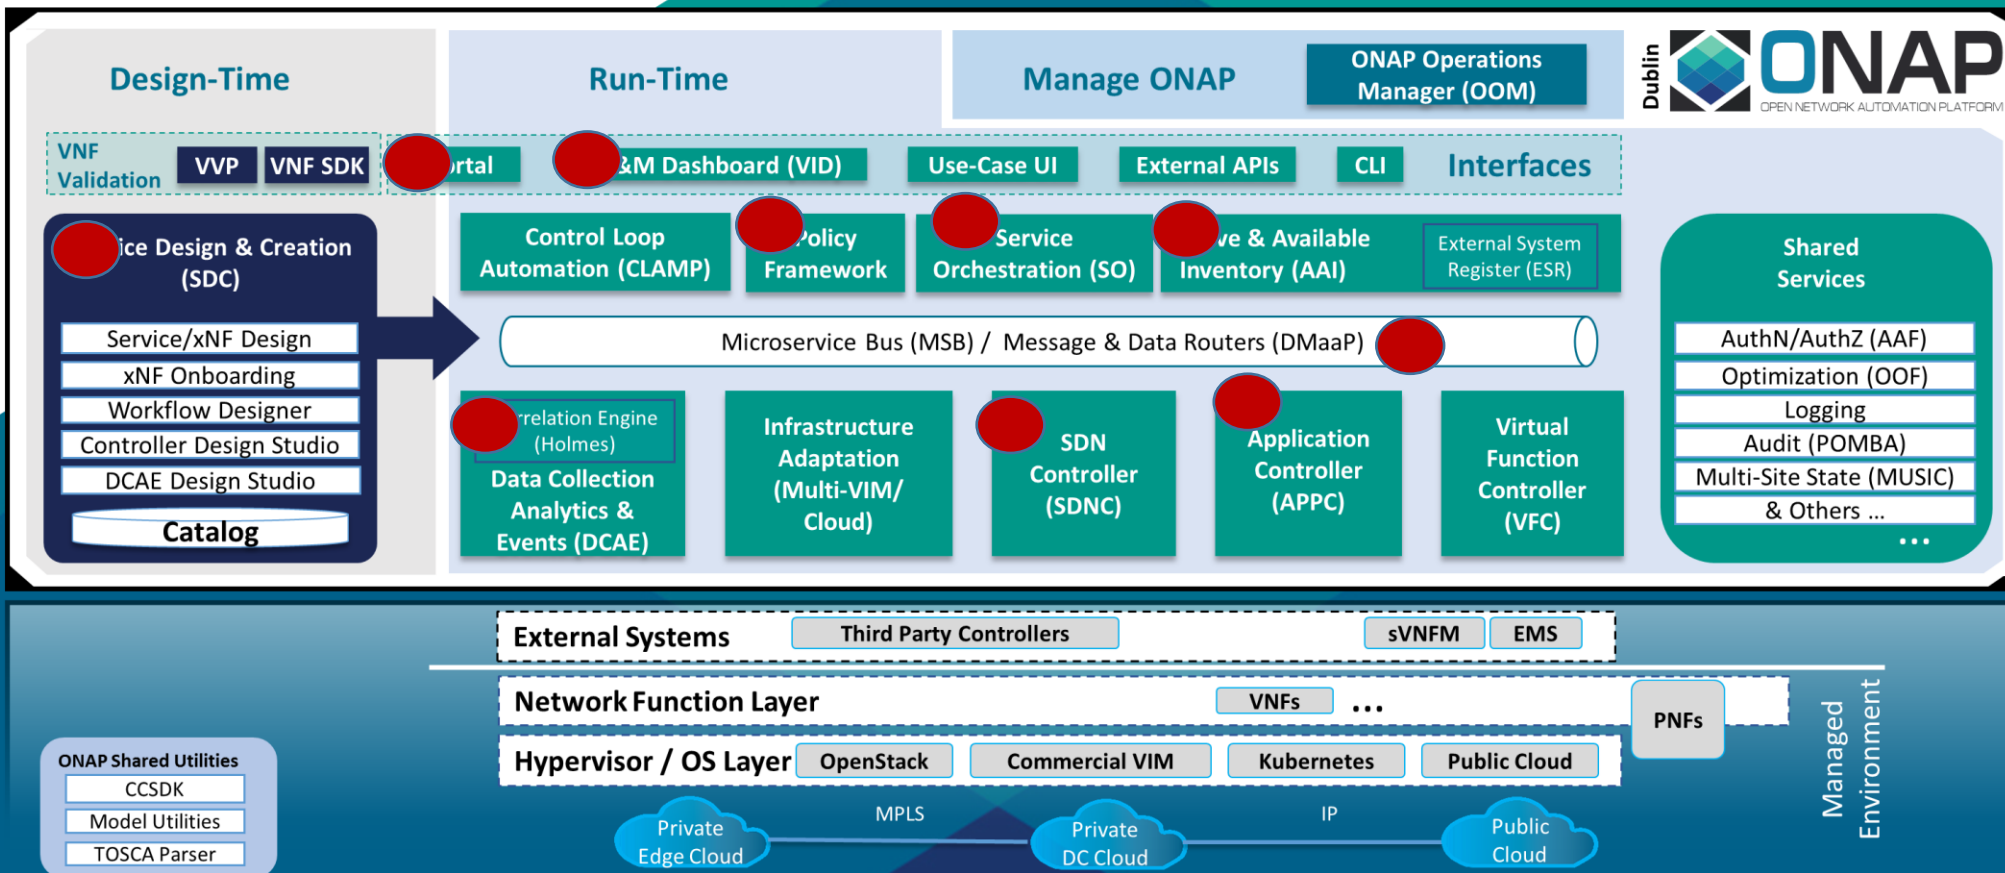 Design-Time
Run-Time
Manage ONAP
ONAP Operations
Manager (OOM)
Dublin
ONAP
OPEN NETWORK AUTOMATION PLATFORM
VNF
Validation
VVP
VNF SDK
rtal
&M Dashboard (VID)
Use-Case UI
External APIs
CLI
Interfaces
ice Design & Creation
(SDC)
Service/xNF Design
xNF Onboarding
Workflow Designer
Controller Design Studio
DCAE Design Studio
Catalog
Control Loop
Automation (CLAMP)
Policy
Framework
Service
Orchestration (SO)
ve & Available
Inventory (AAI)
External System
Register (ESR)
Microservice Bus (MSB) / Message & Data Routers (DMaaP)
rrelation Engine
(Holmes)
Data Collection
Analytics &
Events (DCAE)
Infrastructure
Adaptation
(Multi-VIM/
Cloud)
SDN
Controller
(SDNC)
Application
Controller
(APPC)
Virtual
Function
Controller
(VFC)
Shared
Services
AuthN/AuthZ (AAF)
Optimization (OOF)
Logging
Audit (POMBA)
Multi-Site State (MUSIC)
& Others ...
...
External Systems
Third Party Controllers
sVNFM
EMS
Network Function Layer
VNFs
...
PNFs
Hypervisor / OS Layer
OpenStack
Commercial VIM
Kubernetes
Public Cloud
Managed
Environment
ONAP Shared Utilities
CCSDK
Model Utilities
TOSCA Parser
Private
Edge Cloud
MPLS
Private
DC Cloud
IP
Public
Cloud